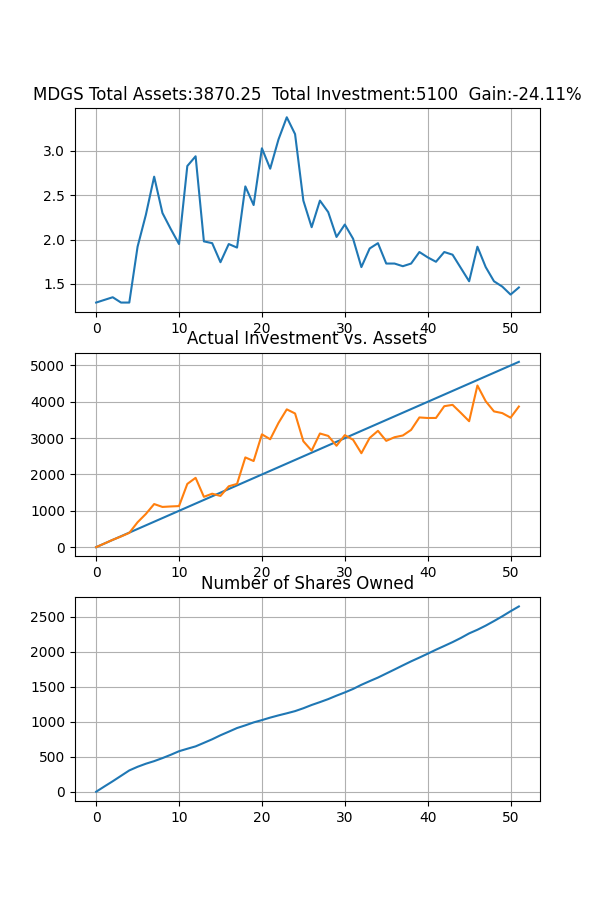 MDGS Total Assets:3870.25  Total Investment:5100  Gain:-24.11%
3.0
2.5
2.0
1.5
0 10 20 30 40 50
Actual Investment vs. Assets
5000
4000
3000
2000
1000
0
0 10 20 30 40 50
Number of Shares Owned
2500
2000
1500
1000
500
0
0 10 20 30 40 50